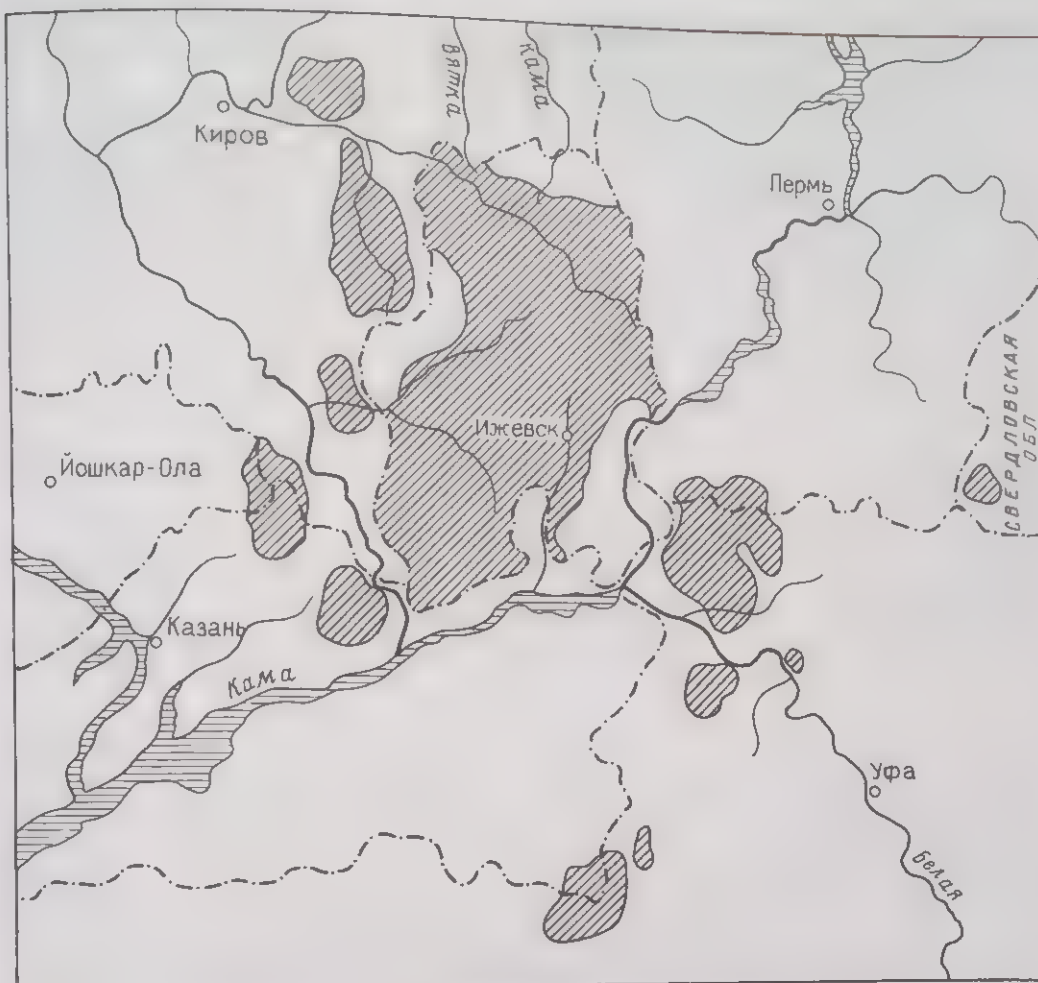 Вятка
Кама
Киров
Пермь
СВЕРДЛОВСКАЯ
ОБЛ
Ижевск
Йошкар-Ола
Казань
Кама
Уфа
Белая